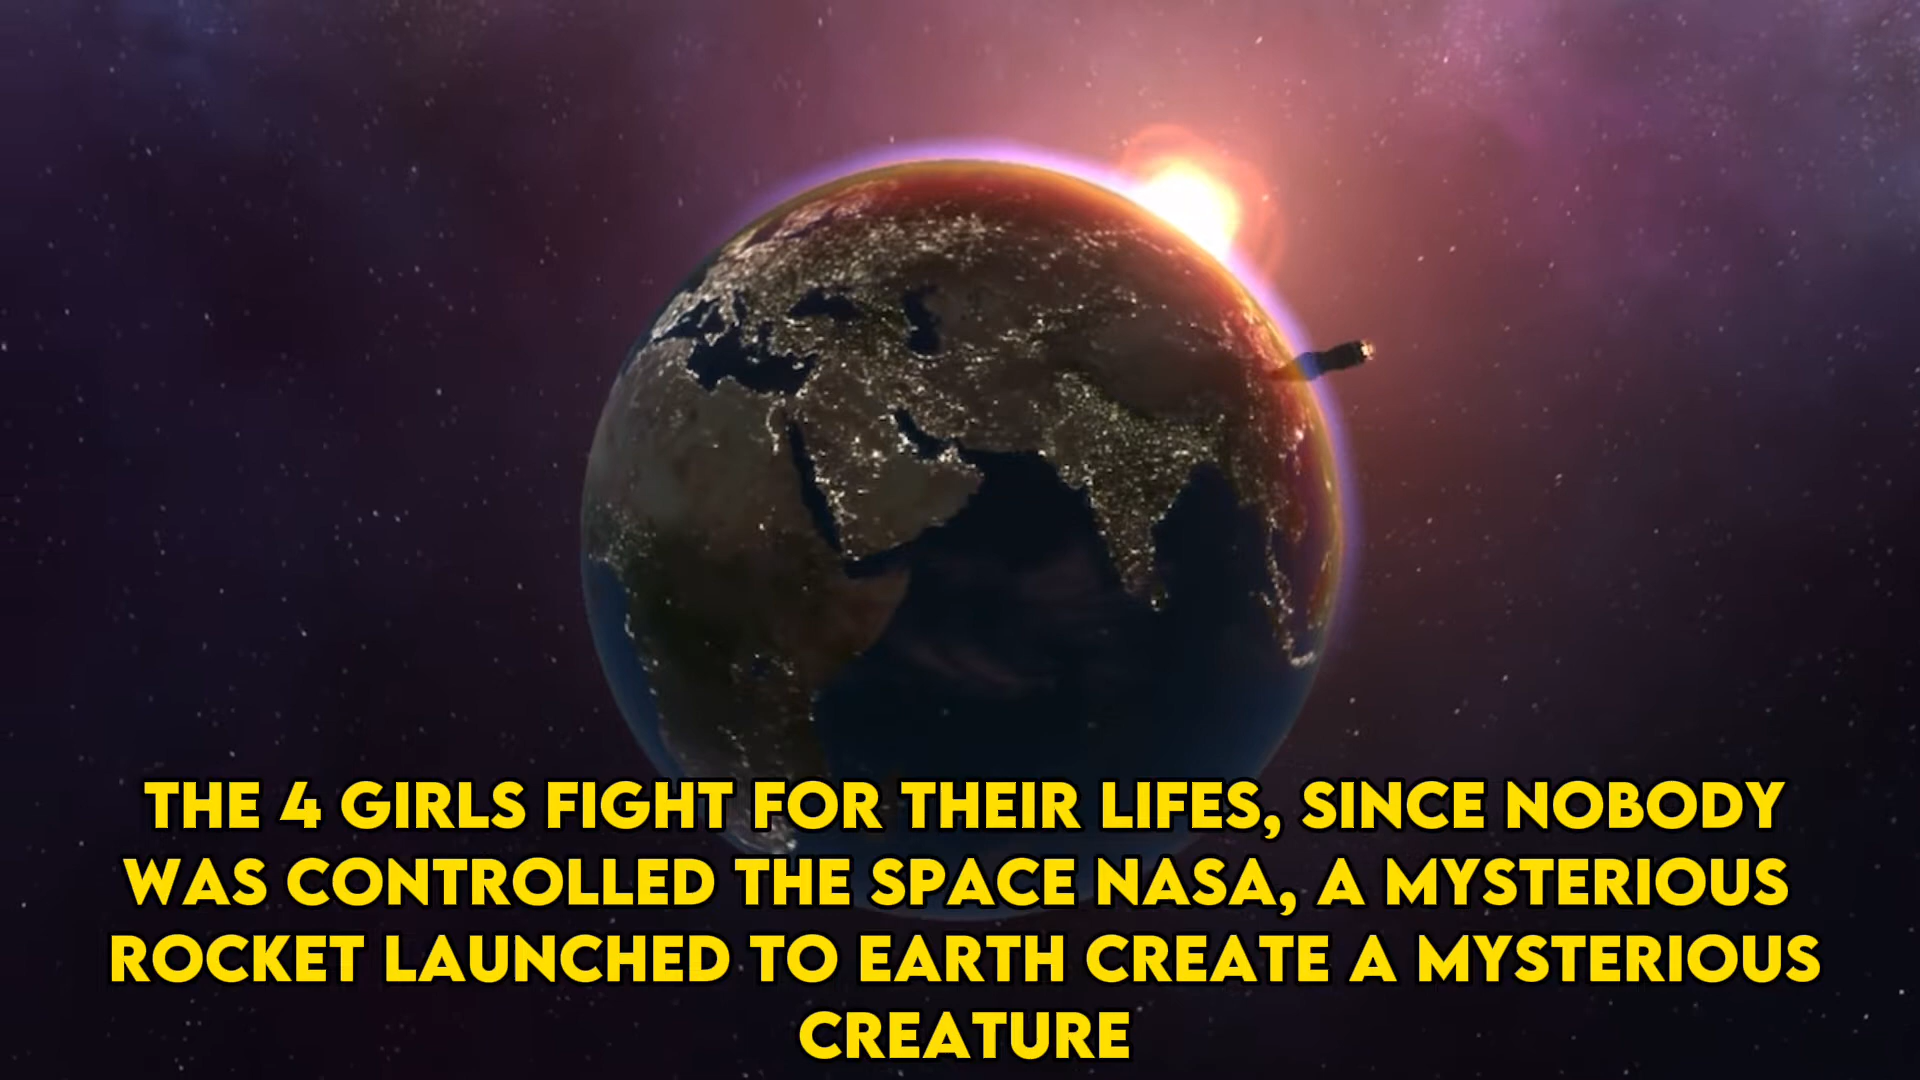 THE 4 GIRLS FIGHT FOR THEIR LIFES, SINCE NOBODY
WAS CONTROLLED THE SPACE NASA, A MYSTERIOUS
ROCKET LAUNCHED TO EARTH CREATE A MYSTERIOUS
CREATURE